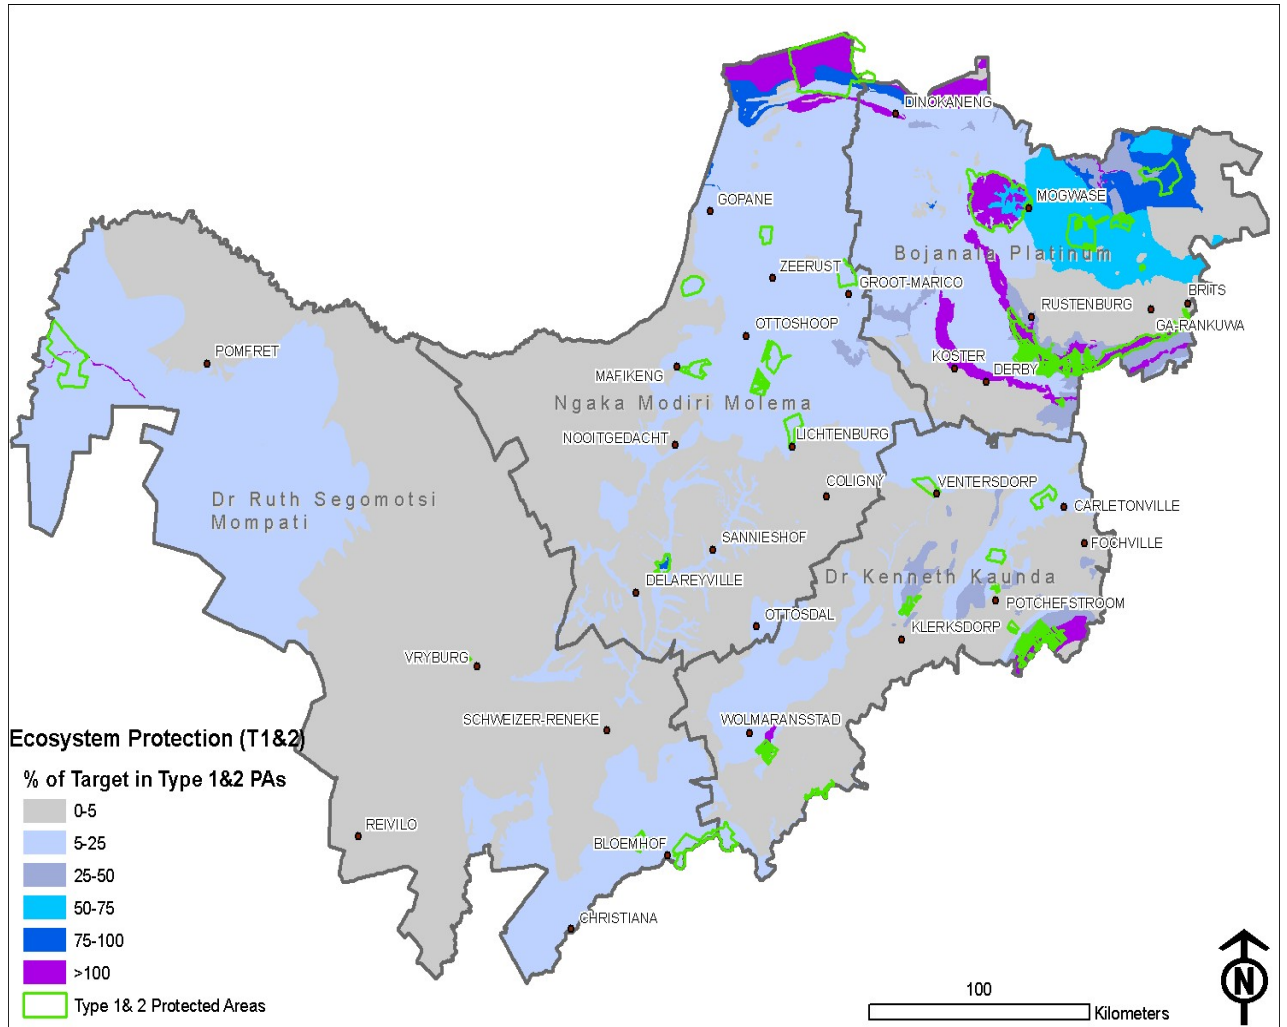 DINOKANENG
GOPANE
MOGWASE
Bojanala Platinum
ZEERUST
GROOT-MARICO
BRITS
RUSTENBURG
GA-RANKUWA
OTTOSHOOP
POMFRET
KOSTER
DERBY
MAFIKENG
Ngaka Modiri Molema
NOOITGEDACHT
LICHTENBURG
COLIGNY
VENTERSDORP
CARLETONVILLE
Dr Ruth Segomotsi
Mompati
SANNIESHOF
FOCHVILLE
DELAREYVILLE
Dr Kenneth Kaunda
POTCHEFSTROOM
OTTOSDAL
KLERKSDORP
VRYBURG
SCHWEIZER-RENEKE
WOLMARANSSTAD
REIVILO
BLOEMHOF
CHRISTIANA
Ecosystem Protection (T1&2)
% of Target in Type 1&2 PAs
0-5
5-25
25-50
50-75
75-100
>100
Type 1& 2 Protected Areas
100
Kilometers
N